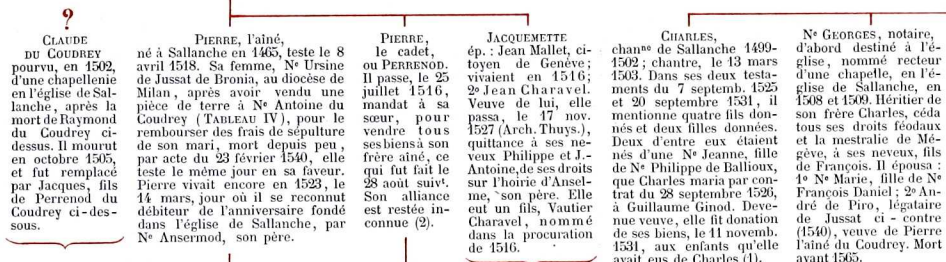 ?
CLAUDE
DU COUDREY
pourvu, en 1502,
d'une chapellenie
en l'église de Sal-
lanche, après la
mort de Raymond
du Coudrey ci-
dessus. Il mourut
en octobre 1505,
et fut remplacé
par Jacques, fils
de Perrenod du
Coudrey ci-des-
sous.
PIERRE, l'aîné,
né à Sallanche en 1465, teste le 8
avril 1518. Sa femme, Ne Ursine
de Jussat de Bronia, au diocèse de
Milan, après avoir vendu une
pièce de terre à Ne Antoine du
Coudrey (TABLEAU IV), pour le
rembourser des frais de sépulture
de son mari, mort depuis peu,
par acte du 23 février 1540, elle
teste le même jour en sa faveur.
Pierre vivait encore en 1523, le
14 mars, jour où il se reconnut
débiteur de l'anniversaire fondé
dans l'église de Sallanche, par
Ne Ansermod, son père.
PIERRE,
le cadet,
OU PERRENOD.
Il passe, le 25
juillet 1516,
mandat à sa
sœur, pour
vendre tous
ses biens à son
frère aîné, ce
qui fut fait le
28 août suivt.
Son alliance
est restée in-
connue (2).
JACQUEMETTE
ép. : Jean Mallet, ci-
toyen de Genève;
vivaient en 1516;
2º Jean Charavel.
Veuve de lui, elle
passa, le 17 nov.
1527 (Arch. Thuys.),
quittance à ses ne-
veux Philippe et J.-
Antoine, de ses droits
sur l'hoirie d'Ansel-
me, son père. Elle
eut un fils, Vautier
Charavel, nommé
dans la procuration
de 1516.
CHARLES,
channe de Sallanche 1499-
1502; chantre, le 13 mars
1503. Dans ses deux testa-
ments du 7 septemb. 1525
et 20 septembre 1531, il
mentionne quatre fils don-
nés et deux filles données.
Deux d'entre eux étaient
nés d'une Ne Jeanne, fille
de Ne Philippe de Ballioux,
que Charles maria par con-
trat du 28 septembre 1526,
à Guillaume Ginod. Deve-
nue veuve, elle fit donation
de ses biens, le 11 novemb.
1531, aux enfants qu'elle
avait eus de Charles (1).
Ne GEORGES, notaire,
d'abord destiné à l'é-
glise, nommé recteur
d'une chapelle, en l'é-
glise de Sallanche, en
1508 et 1509. Héritier de
son frère Charles, céda
tous ses droits féodaux
et la mestralie de Mé-
gève, à ses neveux, fils
de François. Il épousa :
1º Ne Marie, fille de Ne
François Daniel; 2º An-
dré de Piro, légataire
de Jussat ci-contre
(1540), veuve de Pierre
l'aîné du Coudrey. Mort
avant 1565.